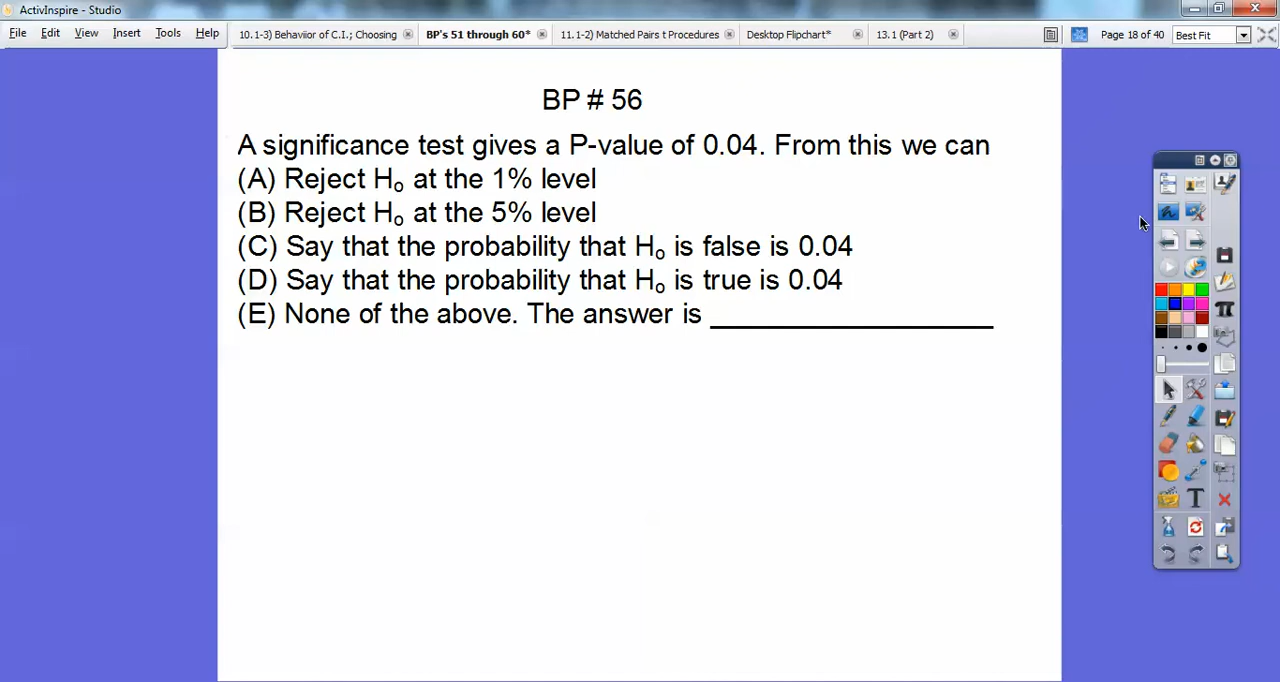 ActivInspire - Studio
File Edit View Insert Tools Help
10.1-3) Behaviior of C.I.; Choosing BP's 51 through 60* 11.1-2) Matched Pairs t Procedures Desktop Flipchart* 13.1 (Part 2) Page 18 of 40 Best Fit
BP # 56
A significance test gives a P-value of 0.04. From this we can
(A) Reject Hₒ at the 1% level
(B) Reject Hₒ at the 5% level
(C) Say that the probability that Hₒ is false is 0.04
(D) Say that the probability that Hₒ is true is 0.04
(E) None of the above. The answer is ___________________